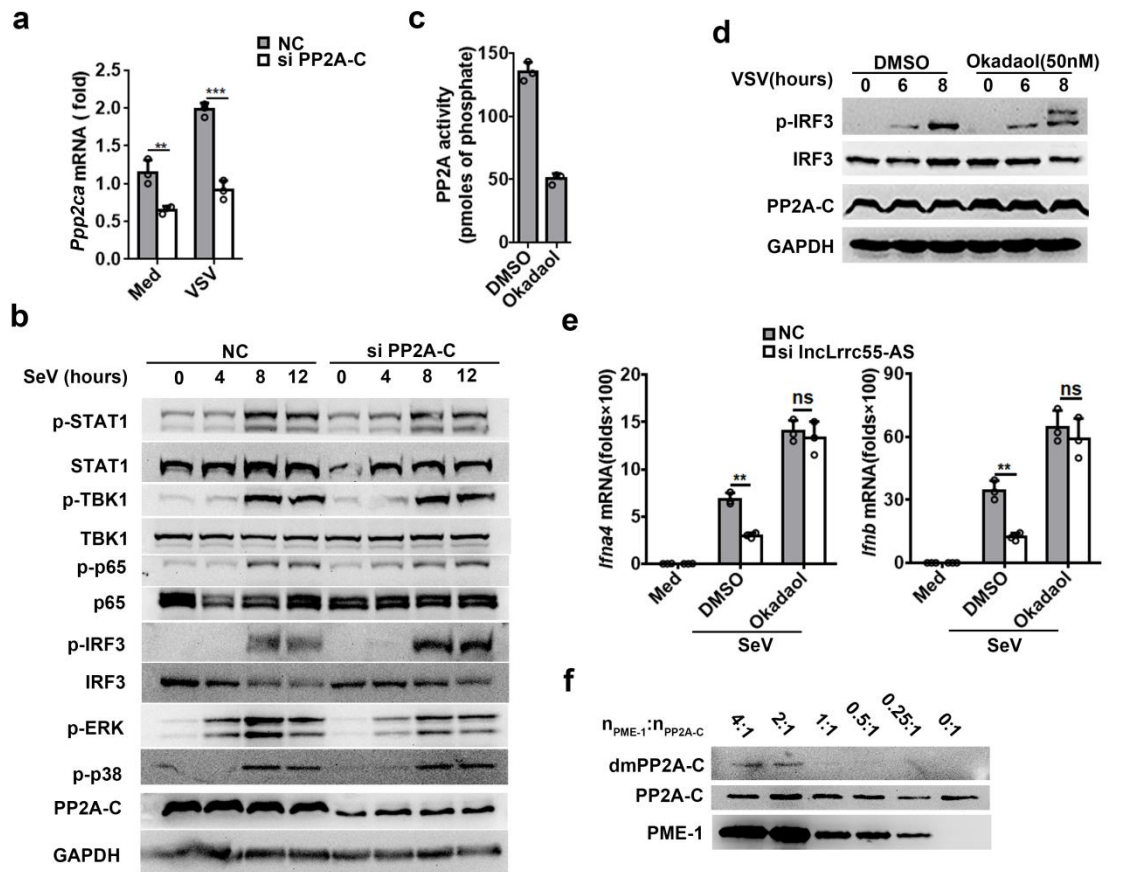 a
NC
si PP2A-C
Ppp2ca mRNA ( fold)
2.5
2.0
1.5
1.0
0.5
0.0
**
***
Med
VSV
c
PP2A activity
(pmoles of phosphate)
150
100
50
0
DMSO
Okadaol
d
DMSO
Okadaol(50nM)
VSV(hours)
0 6 8 0 6 8
p-IRF3
IRF3
PP2A-C
GAPDH
b
NC
si PP2A-C
SeV (hours)
0 4 8 12 0 4 8 12
p-STAT1
STAT1
p-TBK1
TBK1
p-p65
p65
p-IRF3
IRF3
p-ERK
p-p38
PP2A-C
GAPDH
e
NC
si lncLrrc55-AS
Ifna4 mRNA(folds×100)
20
15
10
5
0
**
ns
Med
DMSO
Okadaol
SeV
Ifnb mRNA(folds×100)
90
60
30
0
**
ns
Med
DMSO
Okadaol
SeV
f
nPME-1:nPP2A-C
4:1 2:1 1:1 0.5:1 0.25:1 0:1
dmPP2A-C
PP2A-C
PME-1